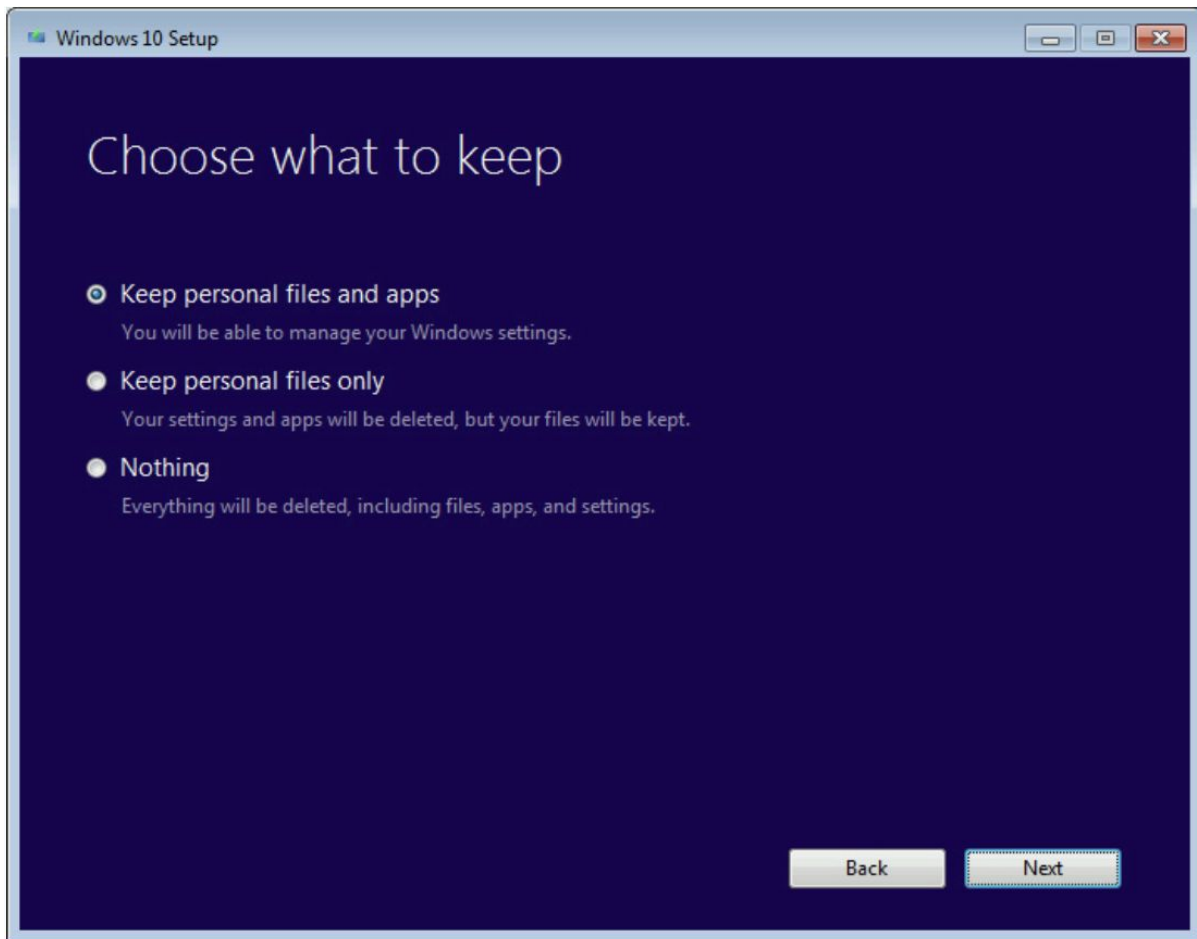 Windows 10 Setup
Choose what to keep
Keep personal files and apps
You will be able to manage your Windows settings.
Keep personal files only
Your settings and apps will be deleted, but your files will be kept.
Nothing
Everything will be deleted, including files, apps, and settings.
Back
Next